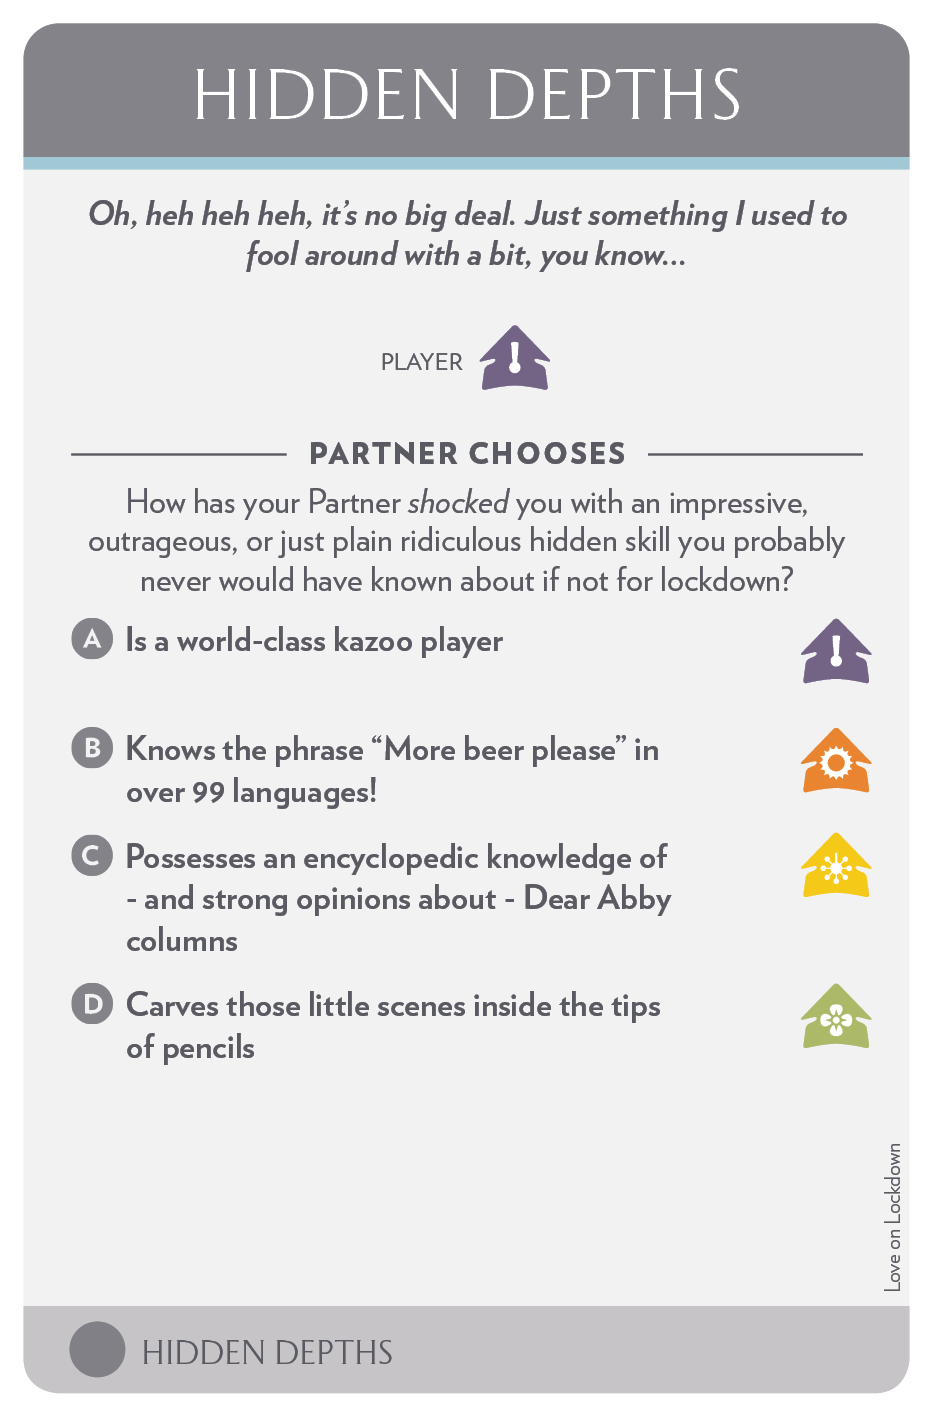 HIDDEN DEPTHS
Oh, heh heh heh, it’s no big deal. Just something I used to
fool around with a bit, you know...
PLAYER
PARTNER CHOOSES
How has your Partner shocked you with an impressive,
outrageous, or just plain ridiculous hidden skill you probably
never would have known about if not for lockdown?
A Is a world-class kazoo player
B Knows the phrase “More beer please” in
over 99 languages!
C Possesses an encyclopedic knowledge of
- and strong opinions about - Dear Abby
columns
D Carves those little scenes inside the tips
of pencils
Love on Lockdown
HIDDEN DEPTHS